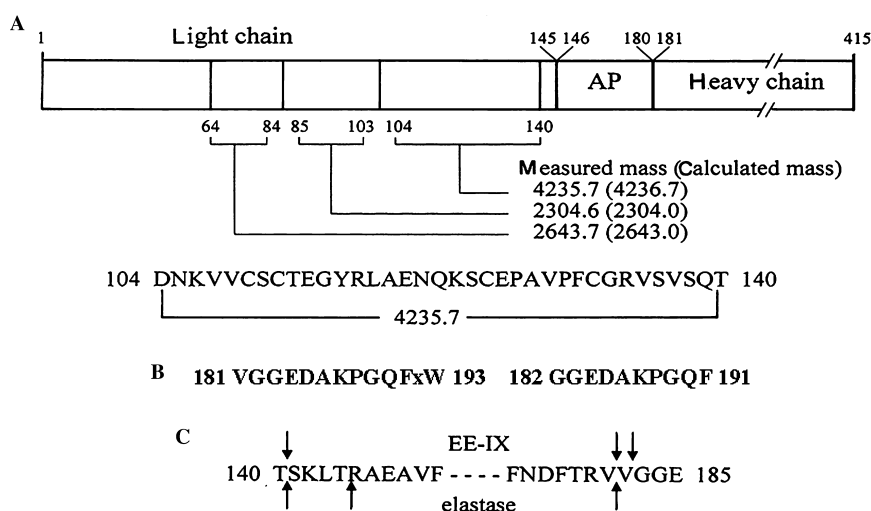 A
1 Light chain 145 146 180 181 415
AP Heavy chain
64 84 85 103 104 140
Measured mass (Calculated mass)
4235.7 (4236.7)
2304.6 (2304.0)
2643.7 (2643.0)
104 DNKVVCSCTEGYRLAENQKSCEPAVPFCGRVSVSQT 140
4235.7
B 181 VGGEDAKPGQFxW 193 182 GGEDAKPGQF 191
C EE-IX
140 TSKLTRAEAVF - - - - FNDFTRVVGGE 185
elastase